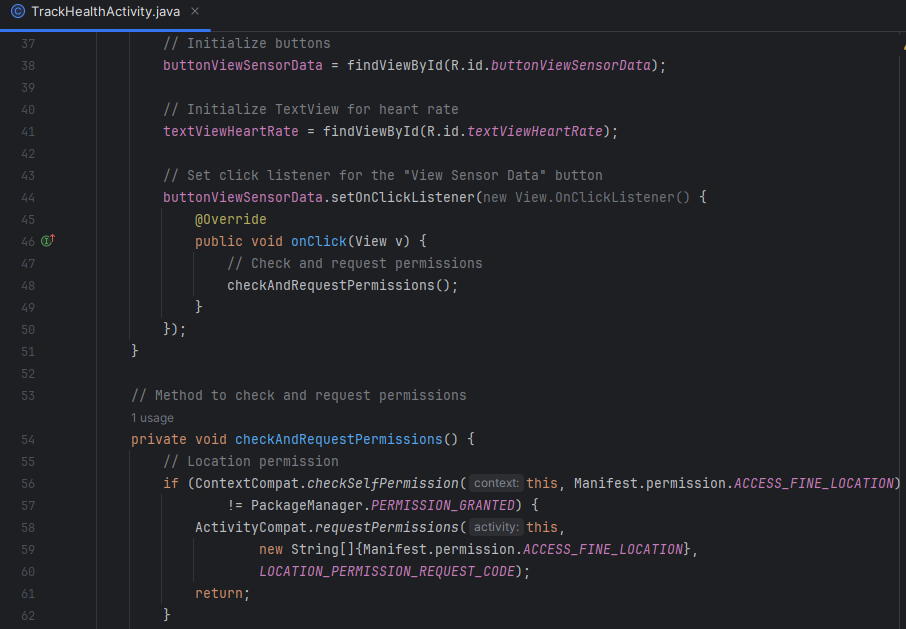 TrackHealthActivity.java
37 // Initialize buttons
38 buttonViewSensorData = findViewById(R.id.buttonViewSensorData);
39
40 // Initialize TextView for heart rate
41 textViewHeartRate = findViewById(R.id.textViewHeartRate);
42
43 // Set click listener for the "View Sensor Data" button
44 buttonViewSensorData.setOnClickListener(new View.OnClickListener() {
45 @Override
46 public void onClick(View v) {
47 // Check and request permissions
48 checkAndRequestPermissions();
49 }
50 });
51 }
52
53 // Method to check and request permissions
1 usage
54 private void checkAndRequestPermissions() {
55 // Location permission
56 if (ContextCompat.checkSelfPermission( context: this, Manifest.permission.ACCESS_FINE_LOCATION)
57 != PackageManager.PERMISSION_GRANTED) {
58 ActivityCompat.requestPermissions( activity: this,
59 new String[]{Manifest.permission.ACCESS_FINE_LOCATION},
60 LOCATION_PERMISSION_REQUEST_CODE);
61 return;
62 }